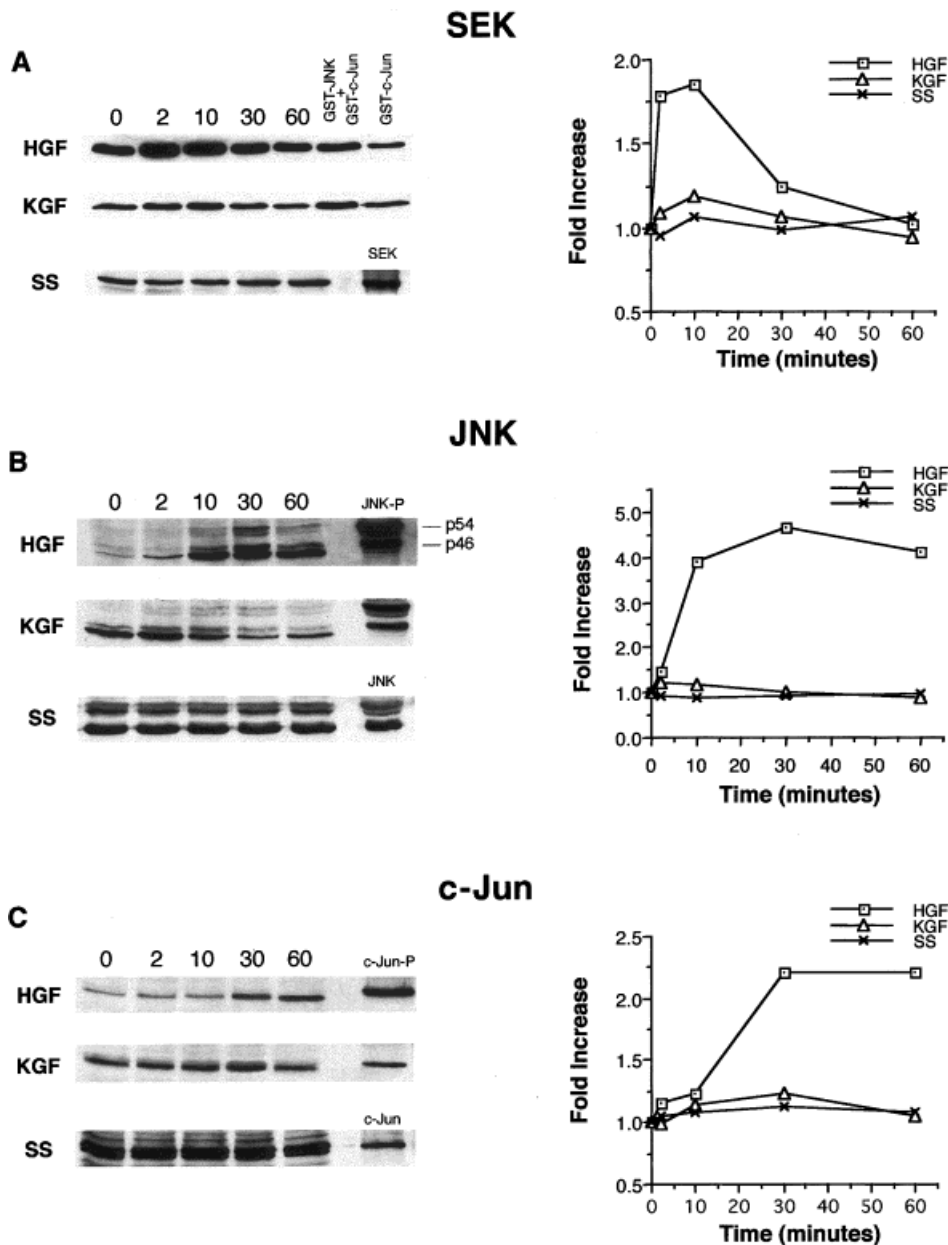 SEK
A
0 2 10 30 60 GST-JNK + GST-c-Jun GST-c-Jun
HGF
KGF
SEK
SS
HGF
KGF
SS
2.0
1.5
1.0
0.5
Fold Increase
0 10 20 30 40 50 60
Time (minutes)
JNK
B
0 2 10 30 60 JNK-P
p54
p46
HGF
KGF
JNK
SS
HGF
KGF
SS
5.0
4.0
3.0
2.0
1.0
0.0
Fold Increase
0 10 20 30 40 50 60
Time (minutes)
c-Jun
C
0 2 10 30 60 c-Jun-P
HGF
KGF
c-Jun
SS
HGF
KGF
SS
2.5
2.0
1.5
1.0
0.5
Fold Increase
0 10 20 30 40 50 60
Time (minutes)